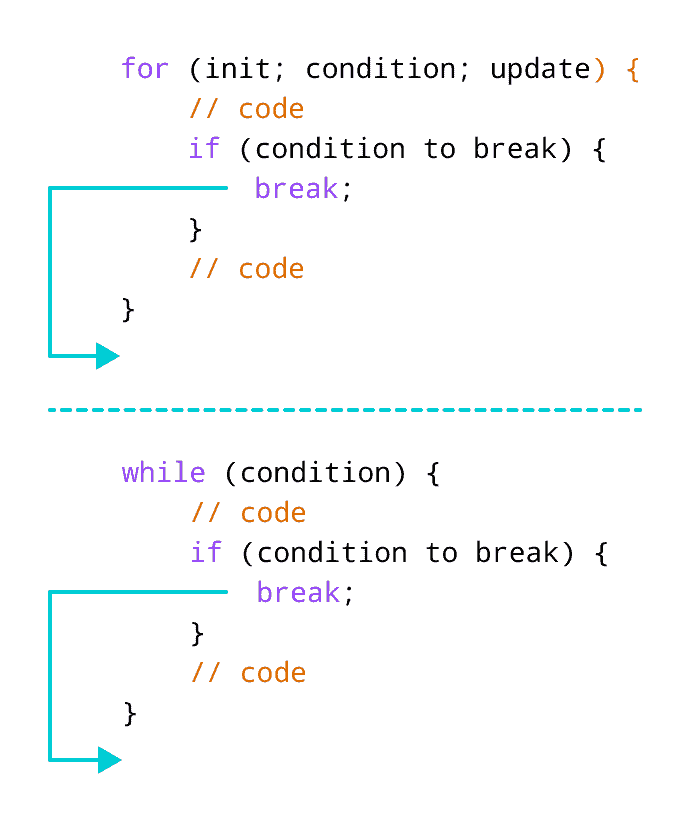 for (init; condition; update) {
// code
if (condition to break) {
break;
}
// code
}
while (condition) {
// code
if (condition to break) {
break;
}
// code
}